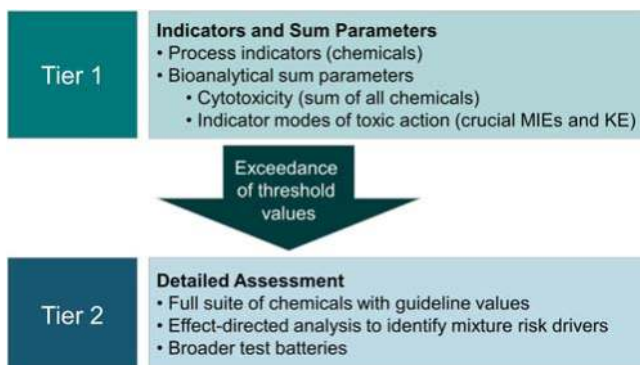 Tier 1
Indicators and Sum Parameters
• Process indicators (chemicals)
• Bioanalytical sum parameters
• Cytotoxicity (sum of all chemicals)
• Indicator modes of toxic action (crucial MIEs and KE)
Exceedance
of threshold
values
Tier 2
Detailed Assessment
• Full suite of chemicals with guideline values
• Effect-directed analysis to identify mixture risk drivers
• Broader test batteries